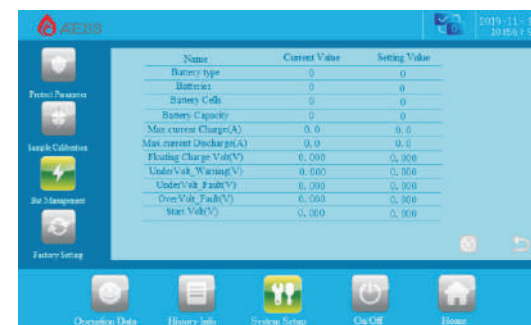 AESS
2019-11-
10:56:
Name Current Value Setting Value
Battery type 0 0
Batteries 0 0
Battery Cells 0 0
Battery Capacity 0 0
Max current Charge(A) 0.0 0.0
Max.current Discharge(A) 0.0 0.0
Floating Charge Volt(V) 0.000 0.000
UnderVolt_Warning(V) 0.000 0.000
UnderVolt_Fault(V) 0.000 0.000
OverVolt_Fault(V) 0.000 0.000
Start Volt(V) 0.000 0.000
Protect Parameter
Sample Calibration
Bat Management
Factory Setting
Operation Data History Info System Setup On/Off Home